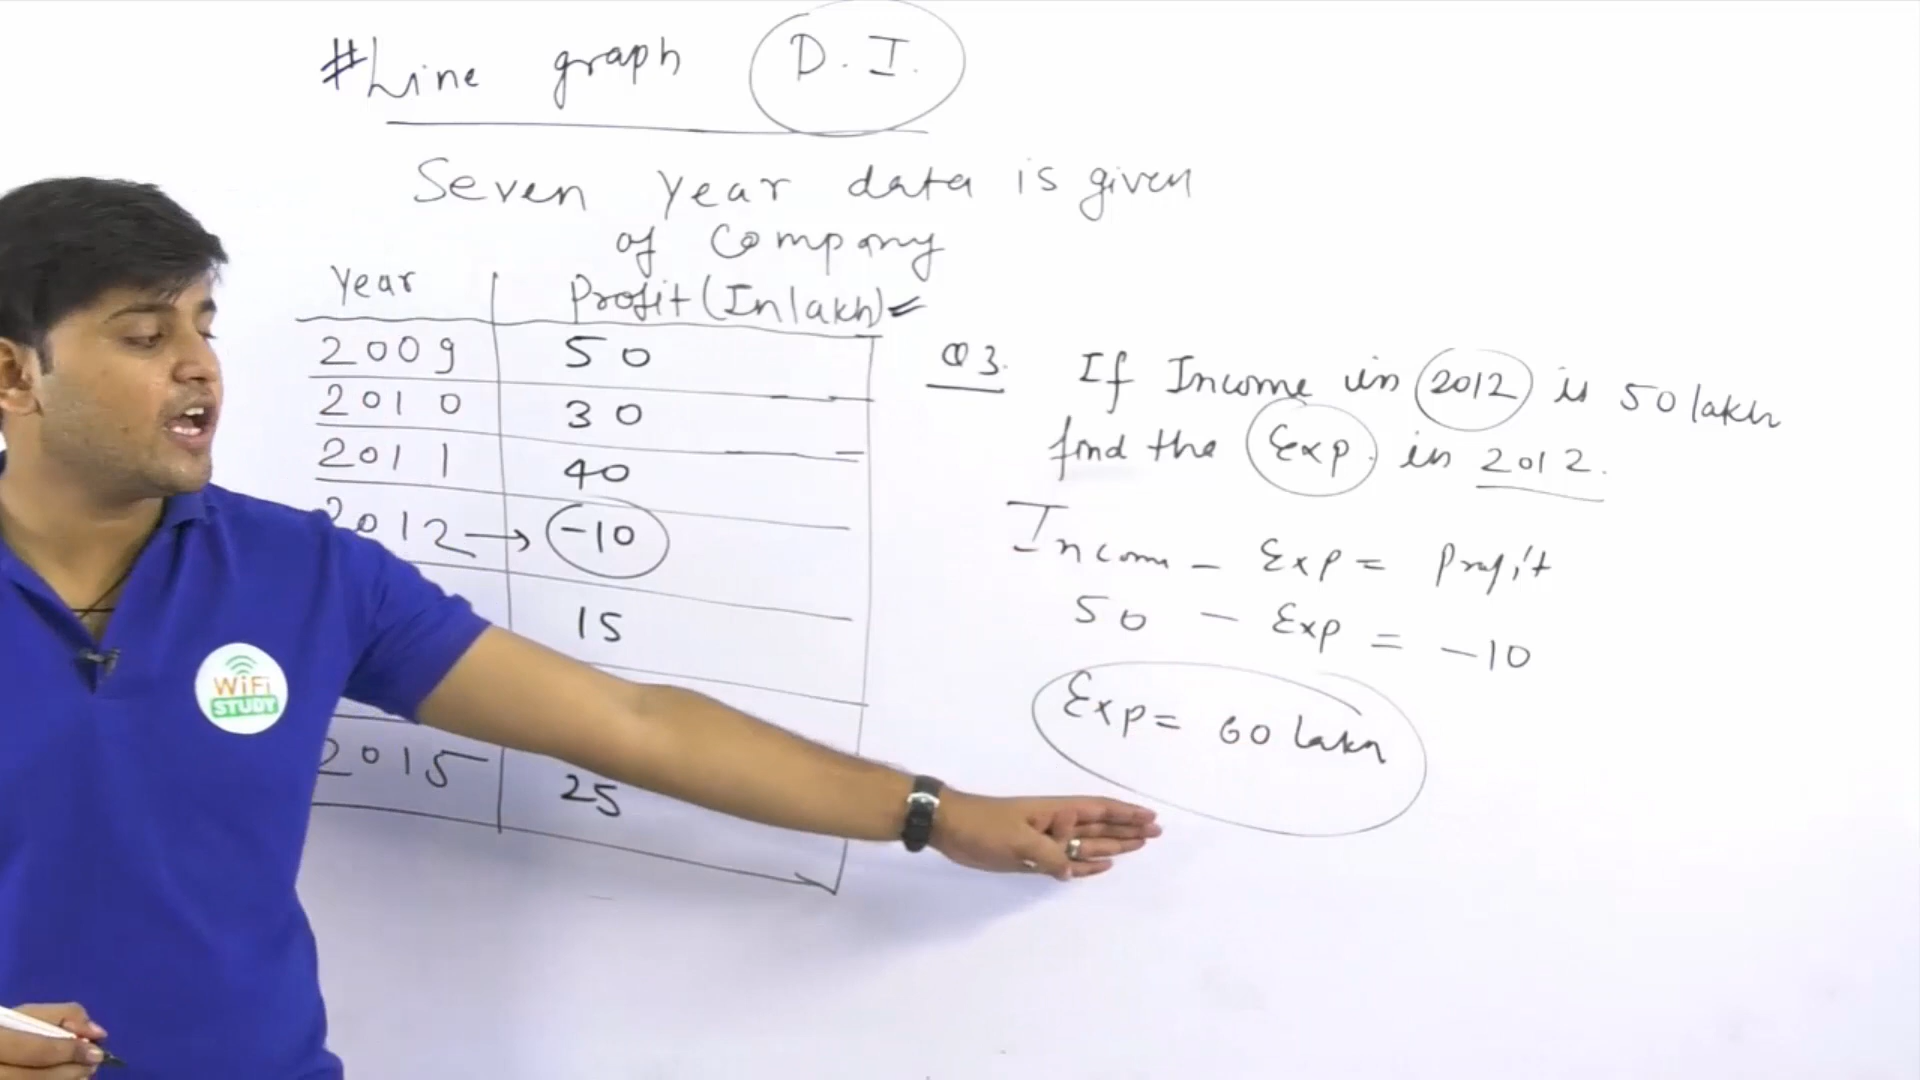 #Line graph D.I.
Seven Year data is given
of Company
Year Profit (In lakh)
2009 50
2010 30
2011 40
2012 → -10
15
2015 25
Q3. If Income in 2012 is 50 lakh
find the Exp. in 2012.
Income - Exp = Profit
50 - Exp = -10
Exp = 60 lakh
WiFi
STUDY